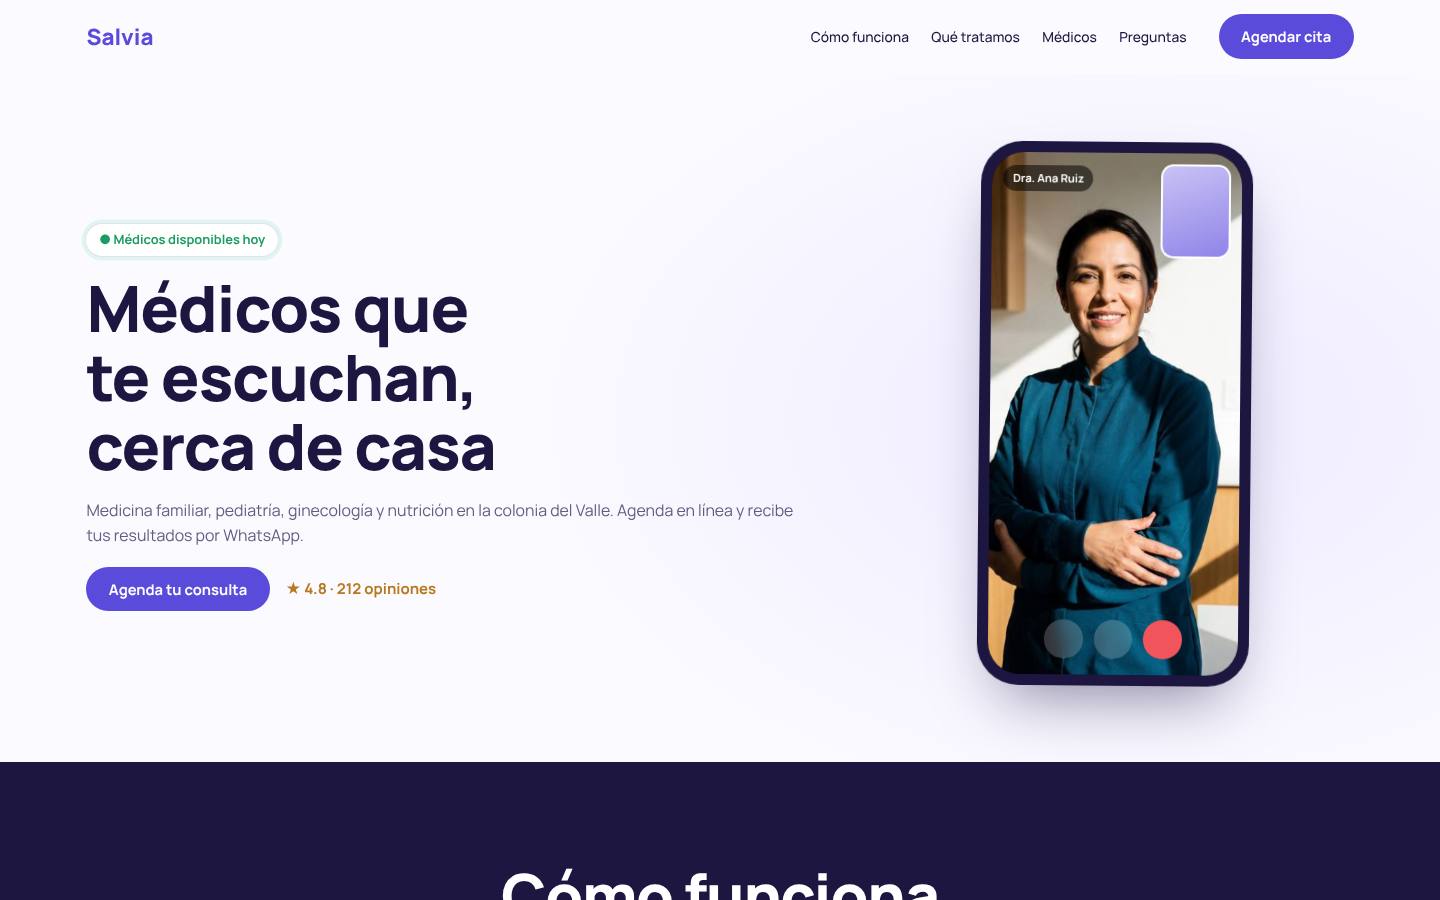 Salvia
Cómo funciona
Qué tratamos
Médicos
Preguntas
Agendar cita
Médicos disponibles hoy
Médicos que
te escuchan,
cerca de casa
Medicina familiar, pediatría, ginecología y nutrición en la colonia del Valle. Agenda en línea y recibe
tus resultados por WhatsApp.
Agenda tu consulta
★ 4.8 · 212 opiniones
Dra. Ana Ruiz
Cómo funciona